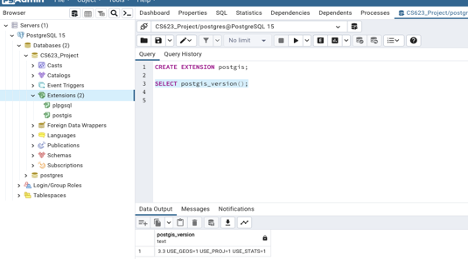 Admin File Object Tools Help
Browser
Dashboard Properties SQL Statistics Dependencies Dependents Processes CS623_Project/postgr
Servers (1)
CS623_Project/postgres@PostgreSQL 15
PostgreSQL 15
No limit
Databases (2)
CS623_Project
Query Query History
Casts
1 CREATE EXTENSION postgis;
Catalogs
2
Event Triggers
3 SELECT postgis_version();
Extensions (2)
4
plpgsql
5
postgis
Foreign Data Wrappers
Languages
Publications
Schemas
Subscriptions
postgres
Login/Group Roles
Tablespaces
Data Output Messages Notifications
postgis_version
text
1 3.3 USE_GEOS=1 USE_PROJ=1 USE_STATS=1